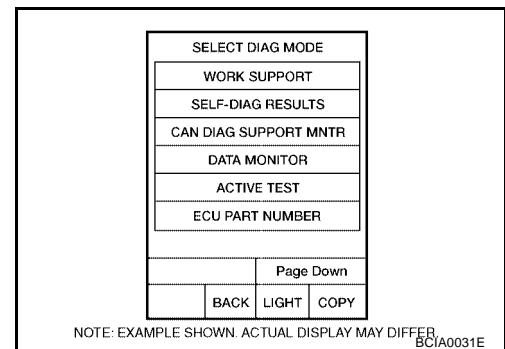 SELECT DIAG MODE
WORK SUPPORT
SELF-DIAG RESULTS
CAN DIAG SUPPORT MNTR
DATA MONITOR
ACTIVE TEST
ECU PART NUMBER
Page Down
BACK LIGHT COPY
NOTE: EXAMPLE SHOWN. ACTUAL DISPLAY MAY DIFFER.
BCIA0031E